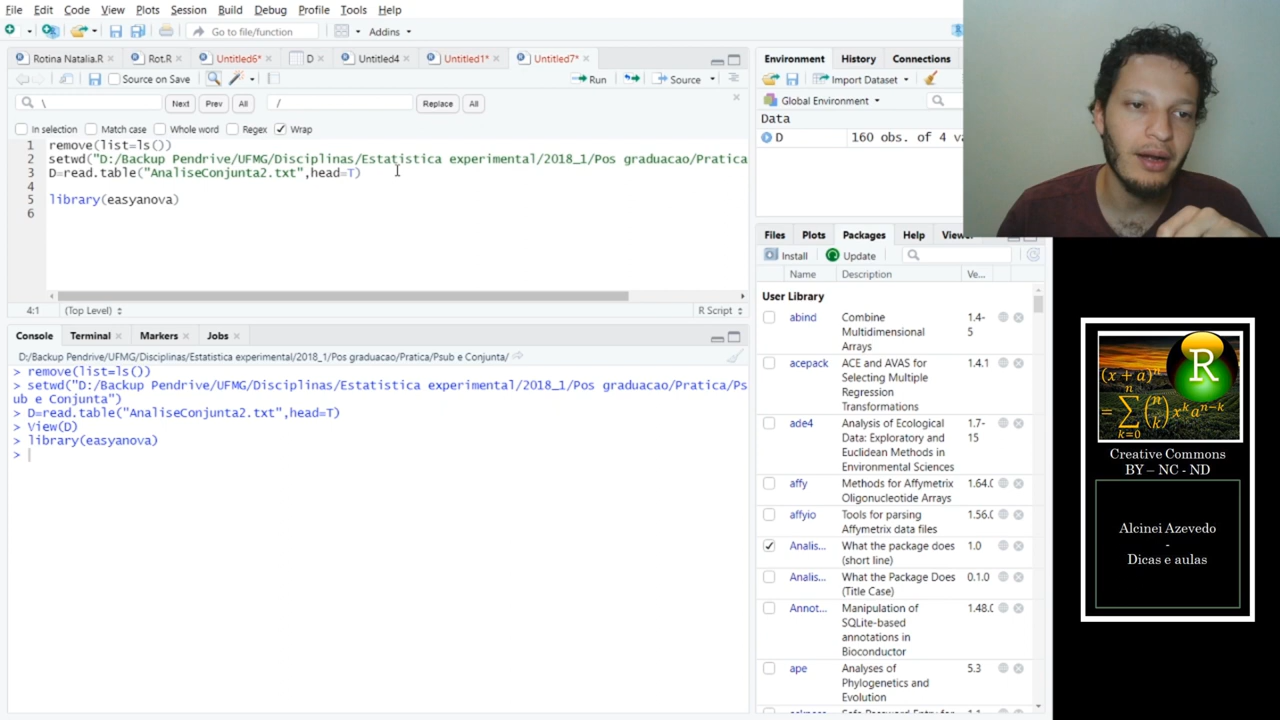 File Edit Code View Plots Session Build Debug Profile Tools Help
Go to file/function Addins
Rotina Natalia.R Rot.R Untitled6* D Untitled4 Untitled1* Untitled7*
Source on Save Run Source
\ Next Prev All / Replace All
In selection Match case Whole word Regex Wrap
1 remove(list=ls())
2 setwd("D:/Backup Pendrive/UFMG/Disciplinas/Estatistica experimental/2018_1/Pos graduacao/Pratica
3 D=read.table("AnaliseConjunta2.txt",head=T)
4
5 library(easyanova)
6
4:1 (Top Level) R Script
Console Terminal Markers Jobs
D:/Backup Pendrive/UFMG/Disciplinas/Estatistica experimental/2018_1/Pos graduacao/Pratica/Psub e Conjunta/
> remove(list=ls())
> setwd("D:/Backup Pendrive/UFMG/Disciplinas/Estatistica experimental/2018_1/Pos graduacao/Pratica/Ps
ub e Conjunta")
> D=read.table("AnaliseConjunta2.txt",head=T)
> View(D)
> library(easyanova)
>
Environment History Connections
Import Dataset
Global Environment
Data
D 160 obs. of 4 va
Files Plots Packages Help Viewer
Install Update
Name Description Ve...
User Library
abind Combine 1.4-
Multidimensional 5
Arrays
acepack ACE and AVAS for 1.4.1
Selecting Multiple
Regression
Transformations
ade4 Analysis of Ecological 1.7-
Data: Exploratory and 15
Euclidean Methods in
Environmental Sciences
affy Methods for Affymetrix 1.64.0
Oligonucleotide Arrays
affyio Tools for parsing 1.56.0
Affymetrix data files
Analis... What the package does 1.0
(short line)
Analis... What the Package Does 0.1.0
(Title Case)
Annot... Manipulation of 1.48.0
SQLite-based
annotations in
Bioconductor
ape Analyses of 5.3
Phylogenetics and
Evolution
R
(x + a)^n
= ∑ n k=0 (n k) x^k a^{n−k}
Creative Commons
BY – NC - ND
Alcinei Azevedo
-
Dicas e aulas